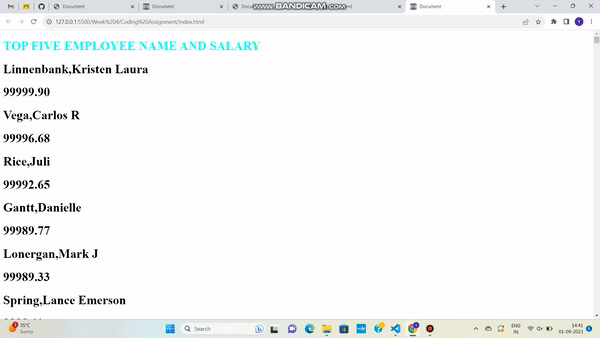 Document
Document
Docu
www.BANDICAM.com
ent
Document
127.0.0.1:5500/Week%204/Coding%20Assignment/index.html
TOP FIVE EMPLOYEE NAME AND SALARY
Linnenbank,Kristen Laura
99999.90
Vega,Carlos R
99996.68
Rice,Juli
99992.65
Gantt,Danielle
99989.77
Lonergan,Mark J
99989.33
Spring,Lance Emerson
35°C
Sunny
Search
ENG
IN
14:41
01-09-2023